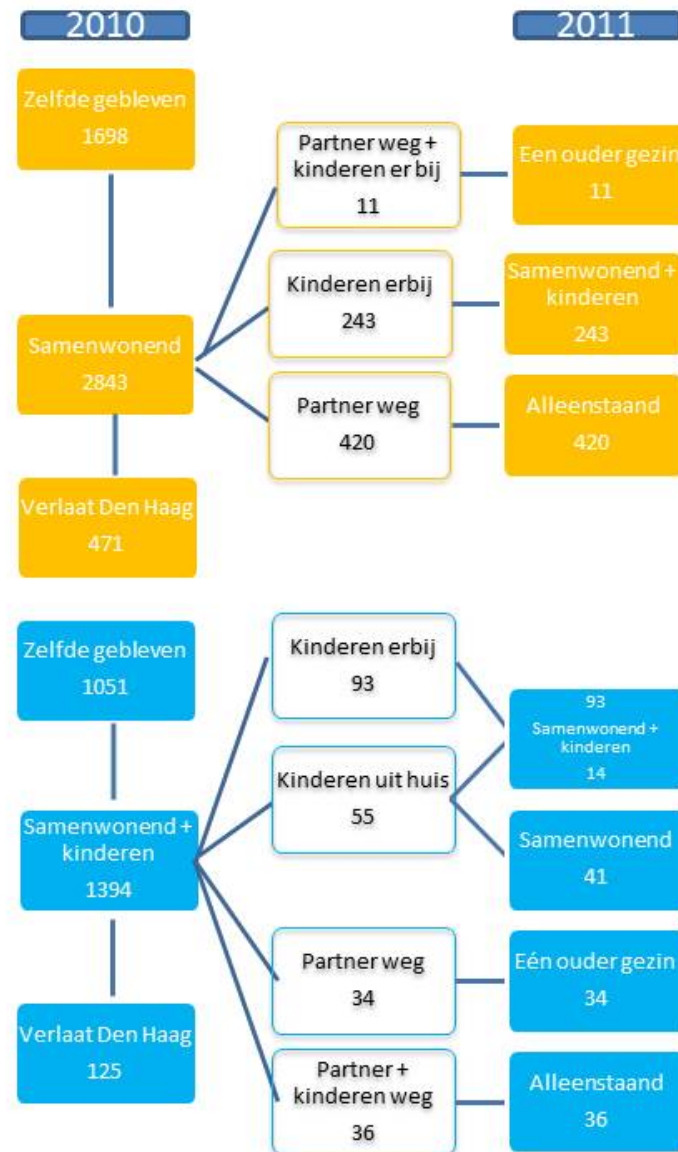 2010
2011
Zelfde gebleven
1698
Partner weg +
kinderen er bij
11
Een ouder gezin
11
Kinderen erbij
243
Samenwonend +
kinderen
243
Samenwonend
2843
Partner weg
420
Alleenstaand
420
Verlaat Den Haag
471
Zelfde gebleven
1051
Kinderen erbij
93
93
Samenwonend +
kinderen
14
Kinderen uit huis
55
Samenwonend +
kinderen
1394
Samenwonend
41
Partner weg
34
Eén ouder gezin
34
Verlaat Den Haag
125
Partner +
kinderen weg
36
Alleenstaand
36